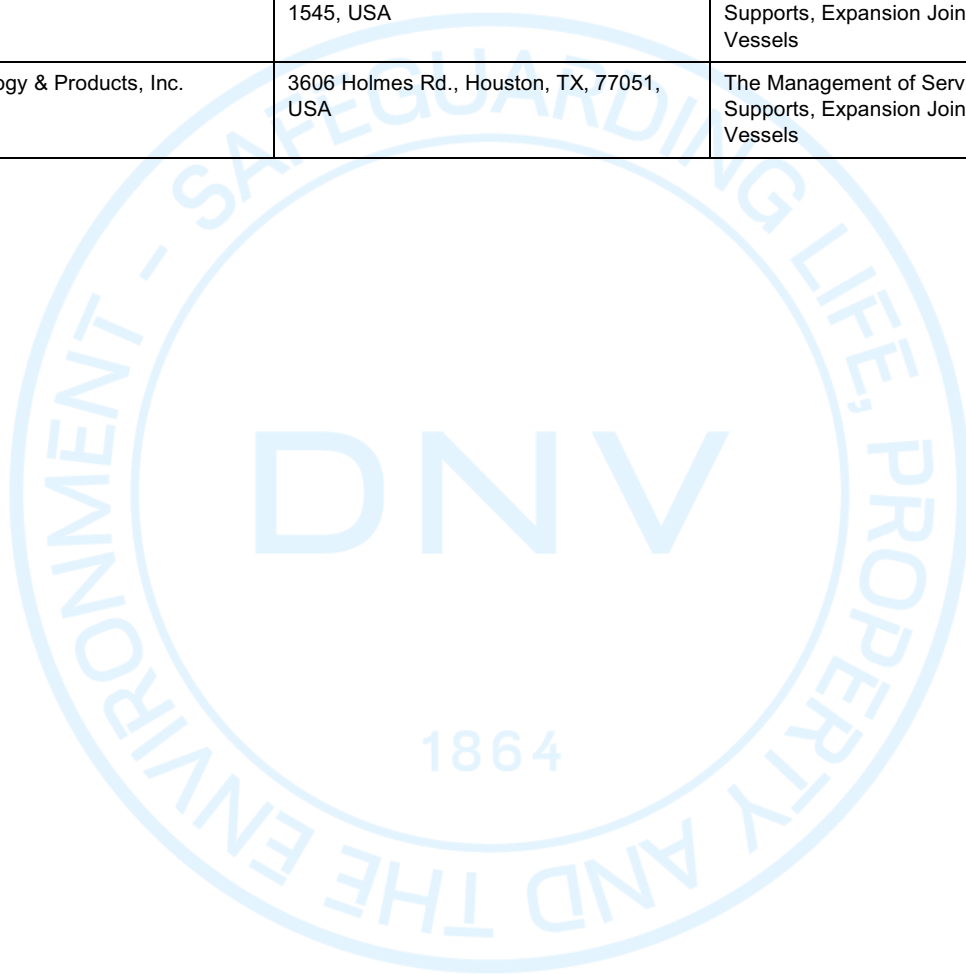 1545, USA
Supports, Expansion Join
Vessels
ogy & Products, Inc.
3606 Holmes Rd., Houston, TX, 77051,
USA
The Management of Serv
Supports, Expansion Join
Vessels
SAFEGUARDING LIFE, PROPERTY AND THE ENVIRONMENT -
DNV
1864